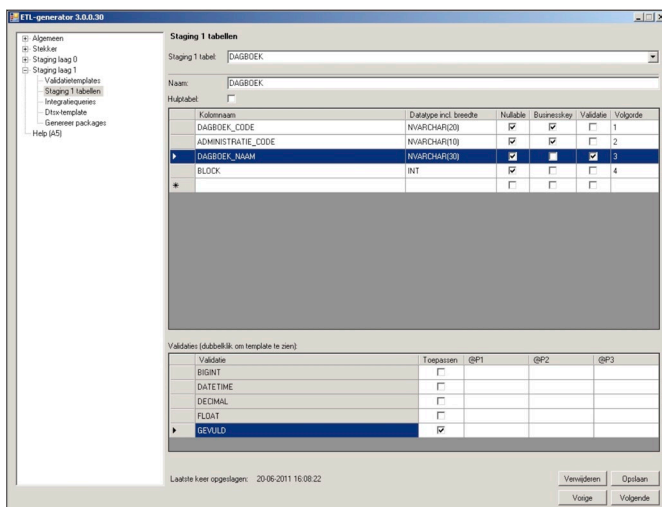 ETL-generator 3.0.0.30
Algemeen
Stekker
Staging laag 0
Staging laag 1
Validatietemplates
Staging 1 tabellen
Integratiequeries
Dtsx-template
Genereer packages
Help (A5)
Staging 1 tabellen
Staging 1 tabel: DAGBOEK
Naam: DAGBOEK
Hulptabel:
Kolomnaam Datatype incl. breedte Nullable Businesskey Validatie Volgorde
DAGBOEK_CODE NVARCHAR(20) 1
ADMINISTRATIE_CODE NVARCHAR(10) 2
DAGBOEK_NAAM NVARCHAR(30) 3
BLOCK INT 4
Validaties (dubbelklik om template te zien):
Validatie Toepassen @P1 @P2 @P3
BIGINT
DATETIME
DECIMAL
FLOAT
GEVULD
Laatste keer opgeslagen: 20-06-2011 16:08:22
Verwijderen Opslaan
Vorige Volgende